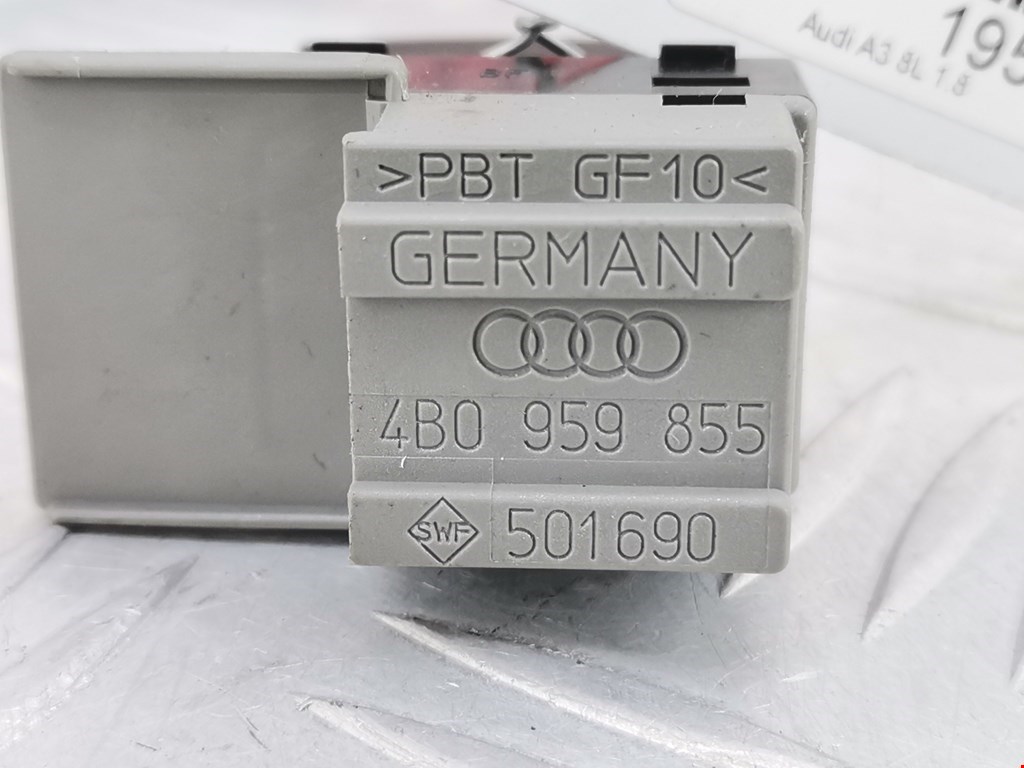 195
Audi A3 8L 1.8
>PBT GF10<
GERMANY
4B0 959 855
SWF 501690